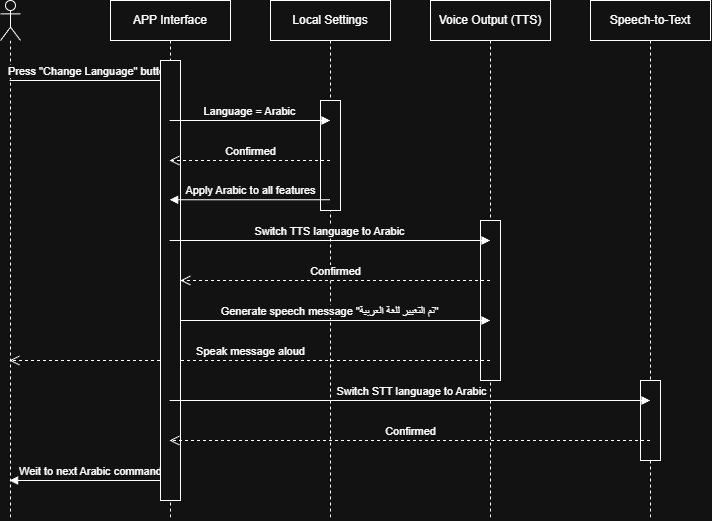 APP Interface
Local Settings
Voice Output (TTS)
Speech-to-Text
Press "Change Language" butt
Language = Arabic
Confirmed
Apply Arabic to all features
Switch TTS language to Arabic
Confirmed
Generate speech message "تم التغيير للغة العربية"
Speak message aloud
Switch STT language to Arabic
Confirmed
Weit to next Arabic command